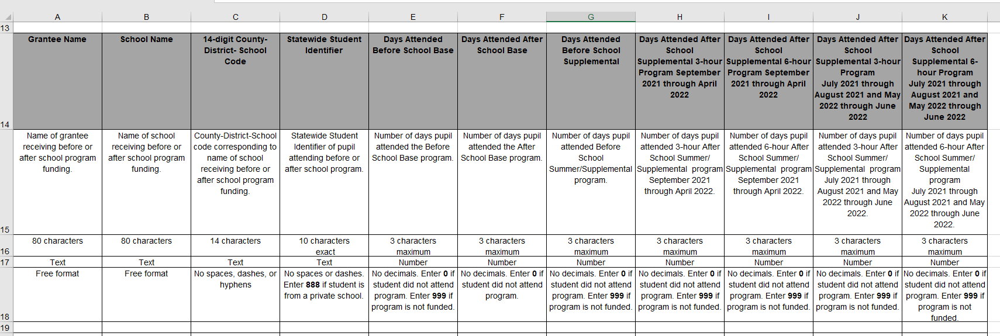 A B C D E F G H I J K
13
14
Grantee Name
School Name
14-digit County-
District- School
Code
Statewide Student
Identifier
Days Attended
Before School Base
Days Attended After
School Base
Days Attended
Before School
Supplemental
Days Attended After
School
Supplemental 3-hour
Program September
2021 through April
2022
Days Attended After
School
Supplemental 6-hour
Program September
2021 through April
2022
Days Attended After
School
Supplemental 3-hour
Program
July 2021 through
August 2021 and May
2022 through June
2022
Days Attended After
School
Supplemental 6-
hour Program
July 2021 through
August 2021 and
May 2022 through
June 2022
15
Name of grantee
receiving before or
after school program
funding.
Name of school
receiving before or
after school program
funding.
County-District-School
code corresponding to
name of school
receiving before or
after school program
funding.
Statewide Student
Identifier of pupil
attending before or
after school program.
Number of days pupil
attended the Before
School Base program.
Number of days pupil
attended the After
School Base program.
Number of days pupil
attended Before
School
Summer/Supplemental
program.
Number of days pupil
attended 3-hour After
School Summer/
Supplemental program
September 2021
through April 2022.
Number of days pupil
attended 6-hour After
School Summer/
Supplemental program
September 2021
through April 2022.
Number of days pupil
attended 3-hour After
School Summer/
Supplemental program
July 2021 through
August 2021 and May
2022 through June
2022.
Number of days pupil
attended 6-hour After
School Summer/
Supplemental
program
July 2021 through
August 2021 and May
2022 through June
2022.
16
80 characters
80 characters
14 characters
10 characters
exact
3 characters
maximum
3 characters
maximum
3 characters
maximum
3 characters
maximum
3 characters
maximum
3 characters
maximum
3 characters
maximum
17
Text
Text
Text
Text
Number
Number
Number
Number
Number
Number
Number
18
Free format
Free format
No spaces, dashes, or
hyphens
No spaces or dashes.
Enter 888 if student is
from a private school.
No decimals. Enter 0 if
student did not attend
program. Enter 999 if
program is not funded.
No decimals. Enter 0 if
student did not attend
program.
No decimals. Enter 0 if
student did not attend
program. Enter 999 if
program is not funded.
No decimals. Enter 0 if
student did not attend
program. Enter 999 if
program is not funded.
No decimals. Enter 0 if
student did not attend
program. Enter 999 if
program is not funded.
No decimals. Enter 0 if
student did not attend
program. Enter 999 if
program is not funded.
No decimals. Enter 0 if
student did not attend
program. Enter 999 if
program is not
funded.
19